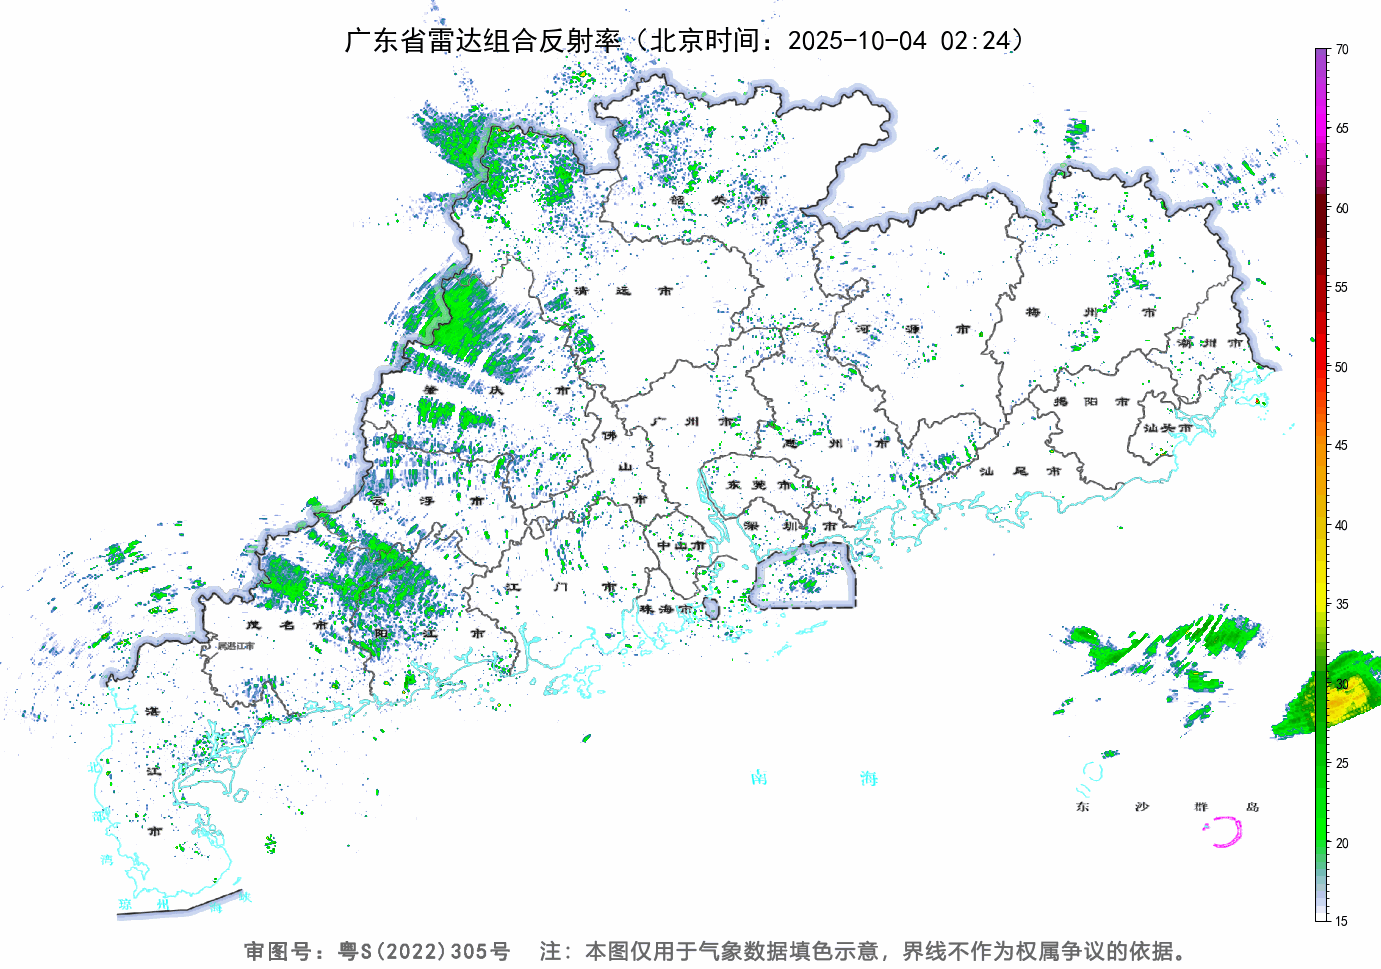 广东省雷达组合反射率（北京时间：2025-10-04 02:24）
70
65
60
55
50
45
40
35
30
25
20
15
韶 关 市
清 远 市
河 源 市
梅 州 市
潮 州 市
肇 庆 市
广 州 市
佛 山 市
惠 州 市
揭 阳 市
汕头市
汕 尾 市
东 莞 市
云 浮 市
深 圳 市
中山市
江 门 市
珠海市
茂 名 市
阳 江 市
属湛江市
湛 江 市
南 海
东 沙 群 岛
北 部 湾
琼 州 海 峡
审图号：粤S(2022)305号 注：本图仅用于气象数据填色示意，界线不作为权属争议的依据。